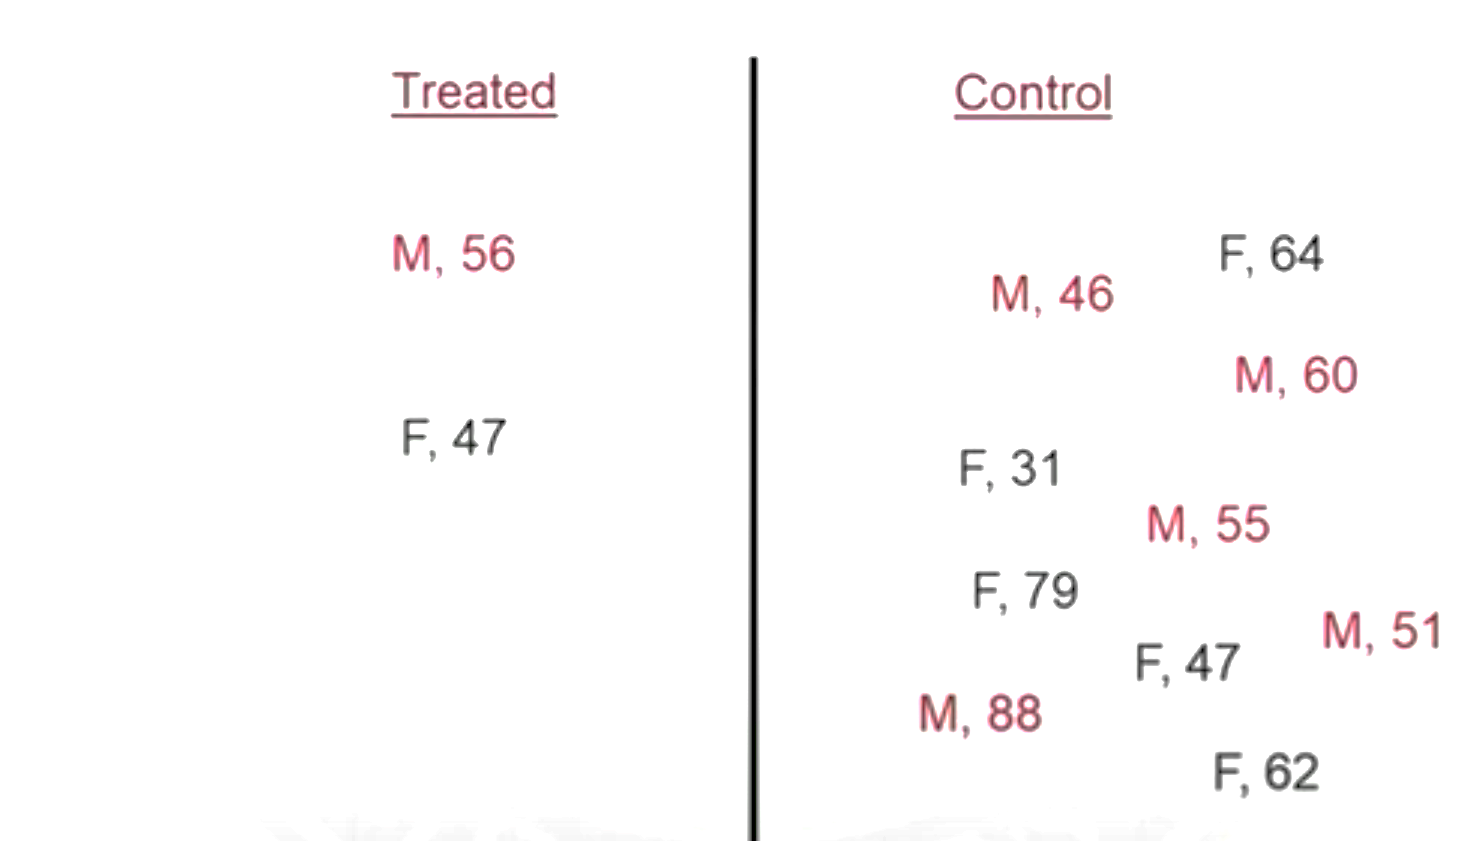 Treated
Control
M, 56
F, 47
F, 64
M, 46
M, 60
F, 31
M, 55
F, 79
M, 51
F, 47
M, 88
F, 62